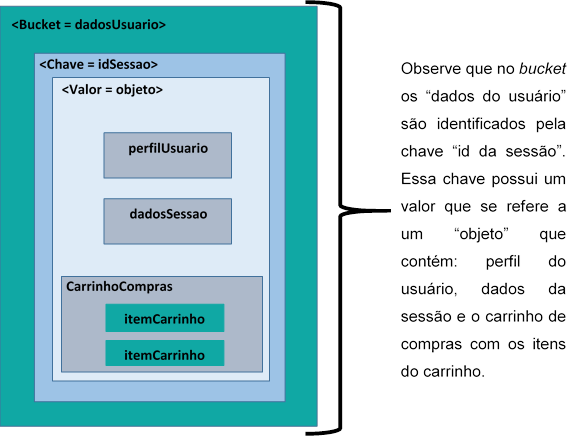 <Bucket = dadosUsuario>
<Chave = idSessao>
<Valor = objeto>
perfilUsuario
dadosSessao
CarrinhoCompras
itemCarrinho
itemCarrinho
Observe que no bucket
os “dados do usuário”
são identificados pela
chave “id da sessão”.
Essa chave possui um
valor que se refere a
um “objeto” que
contém: perfil do
usuário, dados da
sessão e o carrinho de
compras com os itens
do carrinho.